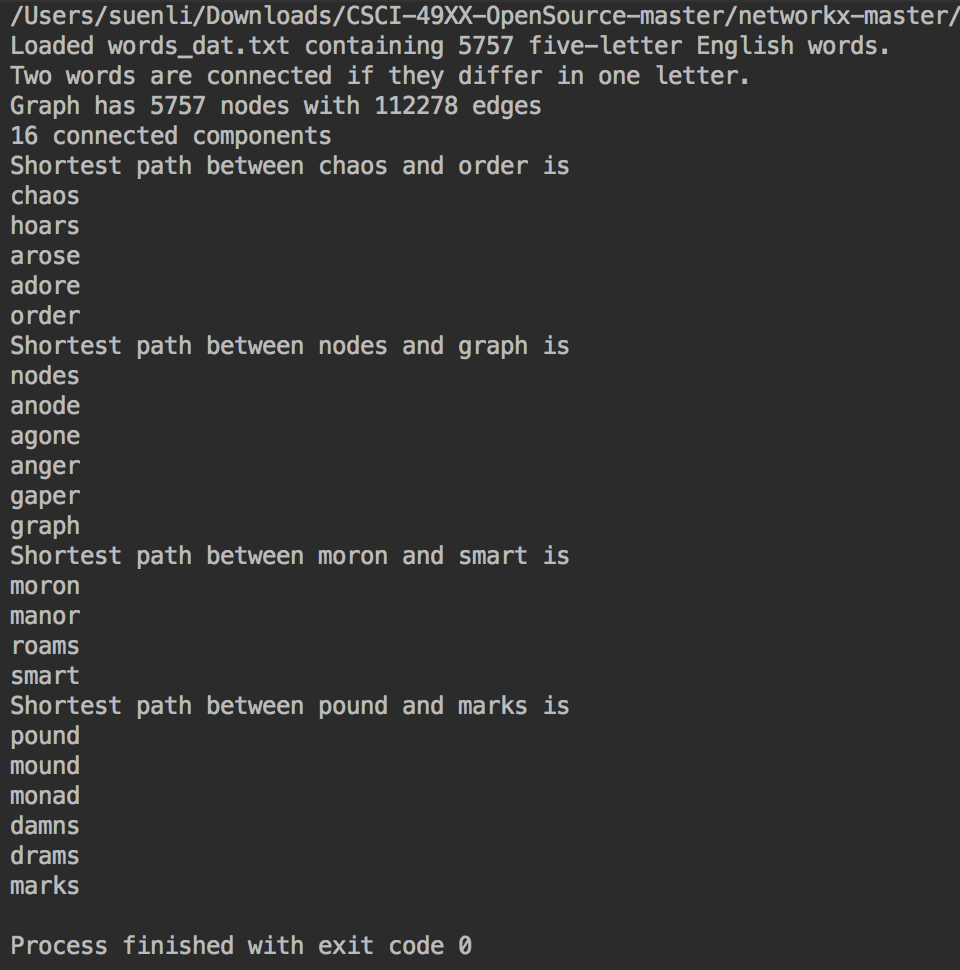 /Users/suenli/Downloads/CSCI-49XX-OpenSource-master/networkx-master/
Loaded words_dat.txt containing 5757 five-letter English words.
Two words are connected if they differ in one letter.
Graph has 5757 nodes with 112278 edges
16 connected components
Shortest path between chaos and order is
chaos
hoars
arose
adore
order
Shortest path between nodes and graph is
nodes
anode
agone
anger
gaper
graph
Shortest path between moron and smart is
moron
manor
roams
smart
Shortest path between pound and marks is
pound
mound
monad
damns
drams
marks
Process finished with exit code 0